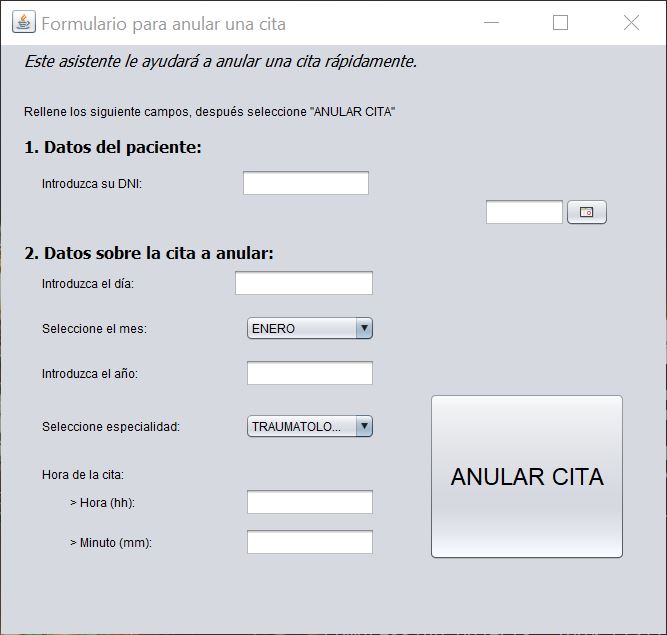 Formulario para anular una cita
Este asistente le ayudará a anular una cita rápidamente.
Rellene los siguiente campos, después seleccione "ANULAR CITA"
1. Datos del paciente:
Introduzca su DNI:
2. Datos sobre la cita a anular:
Introduzca el día:
Seleccione el mes: ENERO
Introduzca el año:
Seleccione especialidad: TRAUMATOLO...
Hora de la cita:
> Hora (hh):
> Minuto (mm):
ANULAR CITA